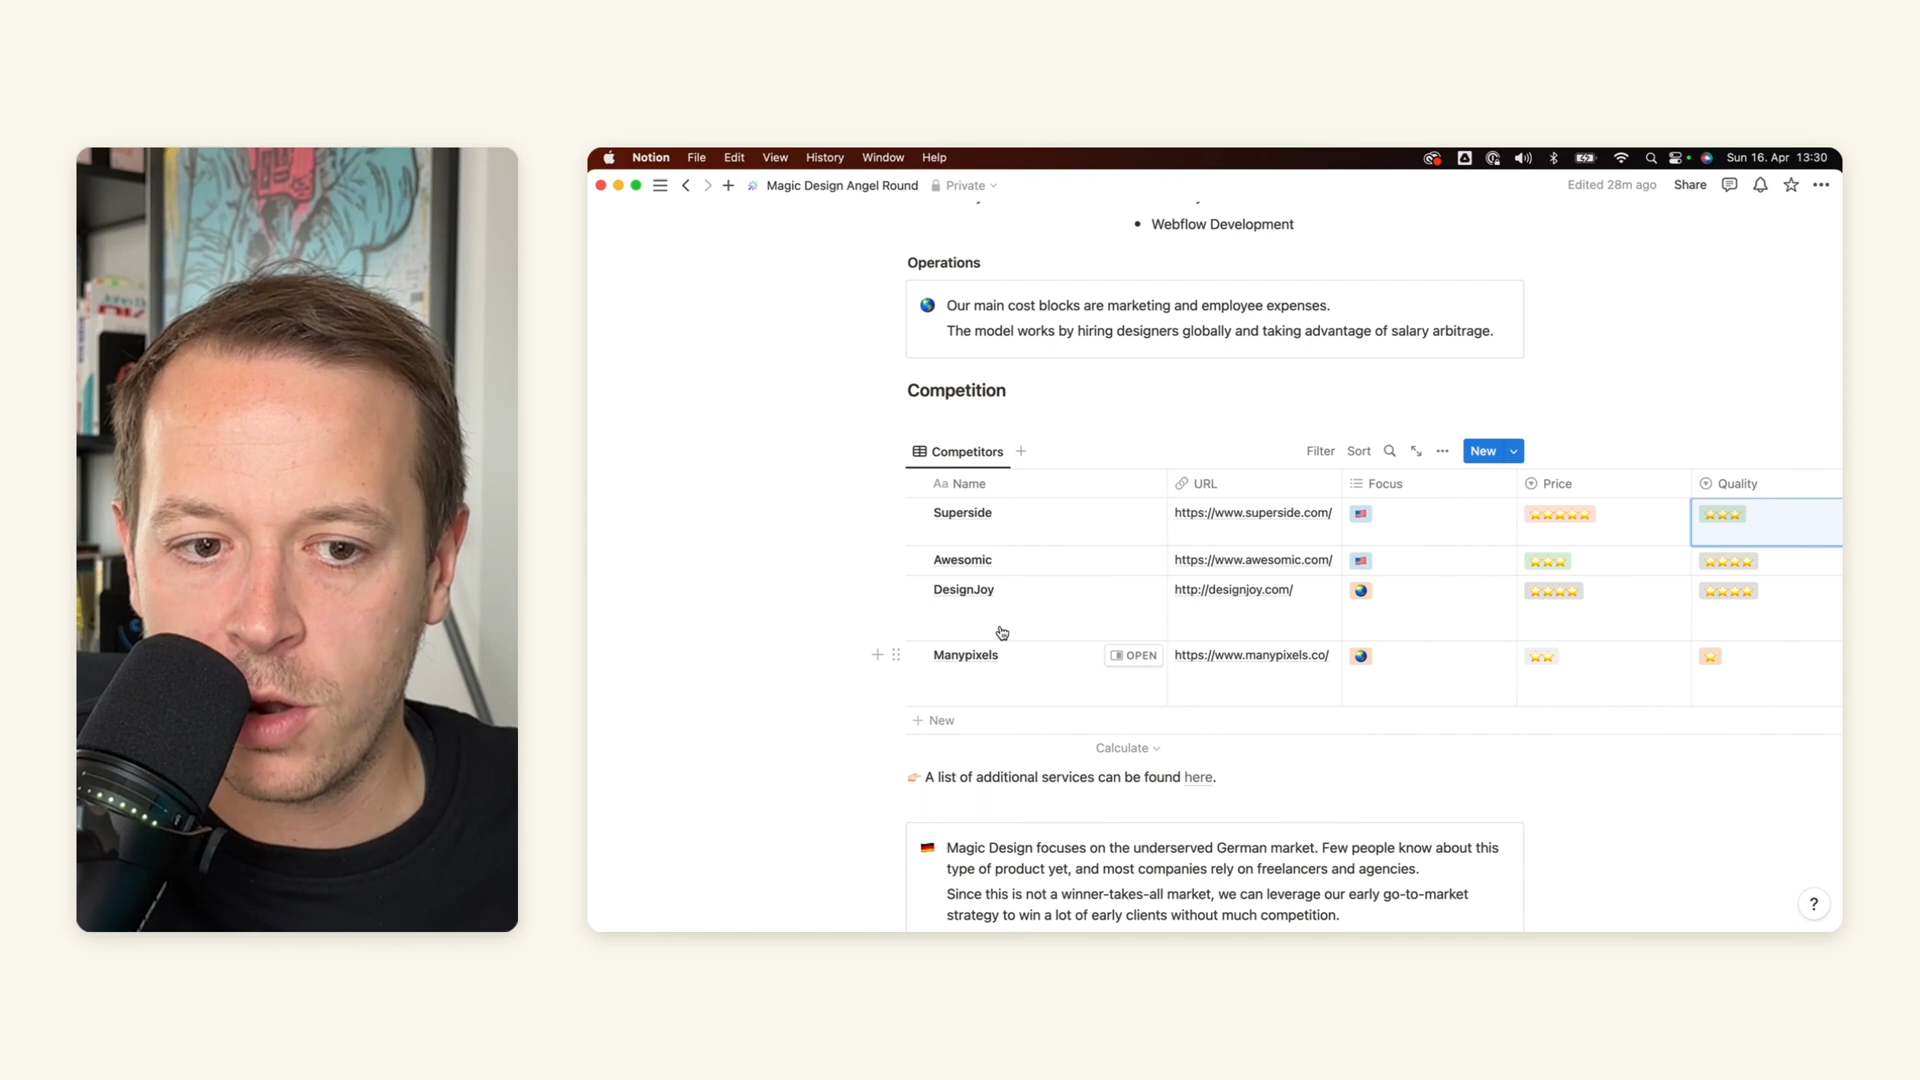 Notion File Edit View History Window Help Sun 16. Apr 13:30
Magic Design Angel Round Private Edited 28m ago Share
Webflow Development
Operations
Our main cost blocks are marketing and employee expenses.
The model works by hiring designers globally and taking advantage of salary arbitrage.
Competition
Competitors Filter Sort New
Aa Name URL Focus Price Quality
Superside https://www.superside.com/
Awesomic https://www.awesomic.com/
DesignJoy http://designjoy.com/
Manypixels OPEN https://www.manypixels.co/
New
Calculate
A list of additional services can be found here.
Magic Design focuses on the underserved German market. Few people know about this
type of product yet, and most companies rely on freelancers and agencies.
Since this is not a winner-takes-all market, we can leverage our early go-to-market
strategy to win a lot of early clients without much competition.
?